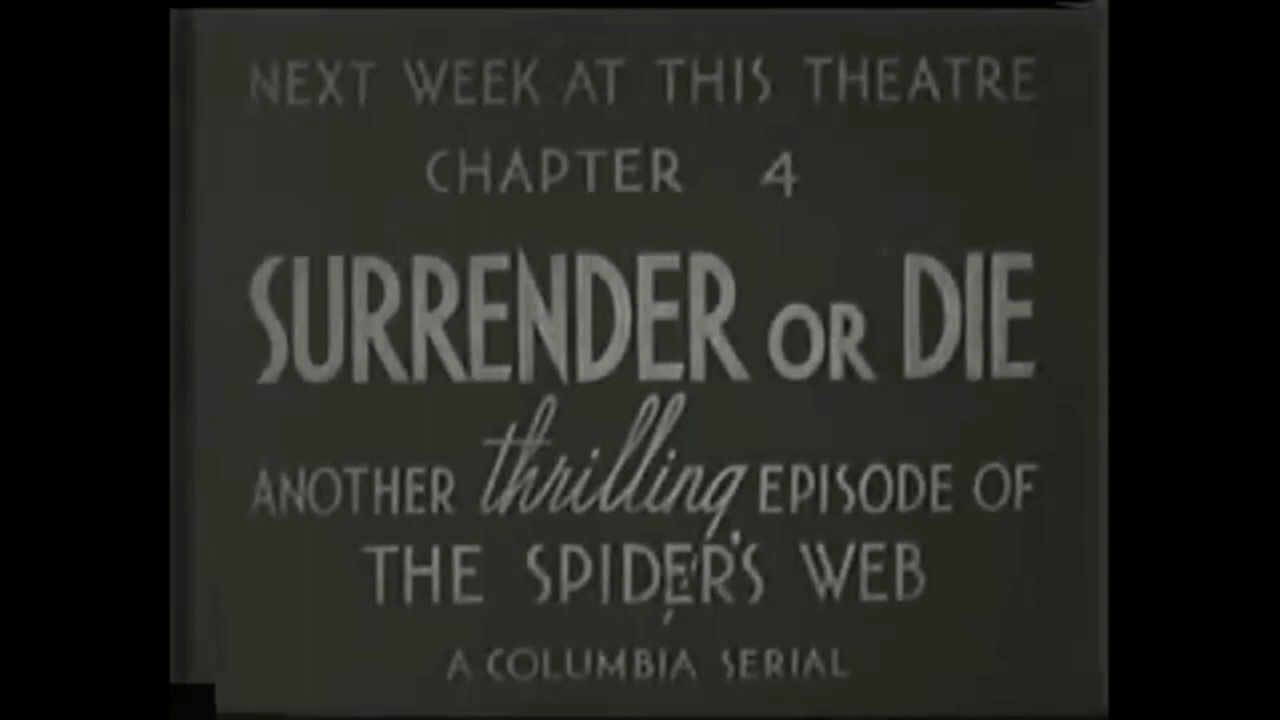 NEXT WEEK AT THIS THEATRE
CHAPTER 4
SURRENDER OR DIE
ANOTHER thrilling EPISODE OF
THE SPIDER'S WEB
A COLUMBIA SERIAL